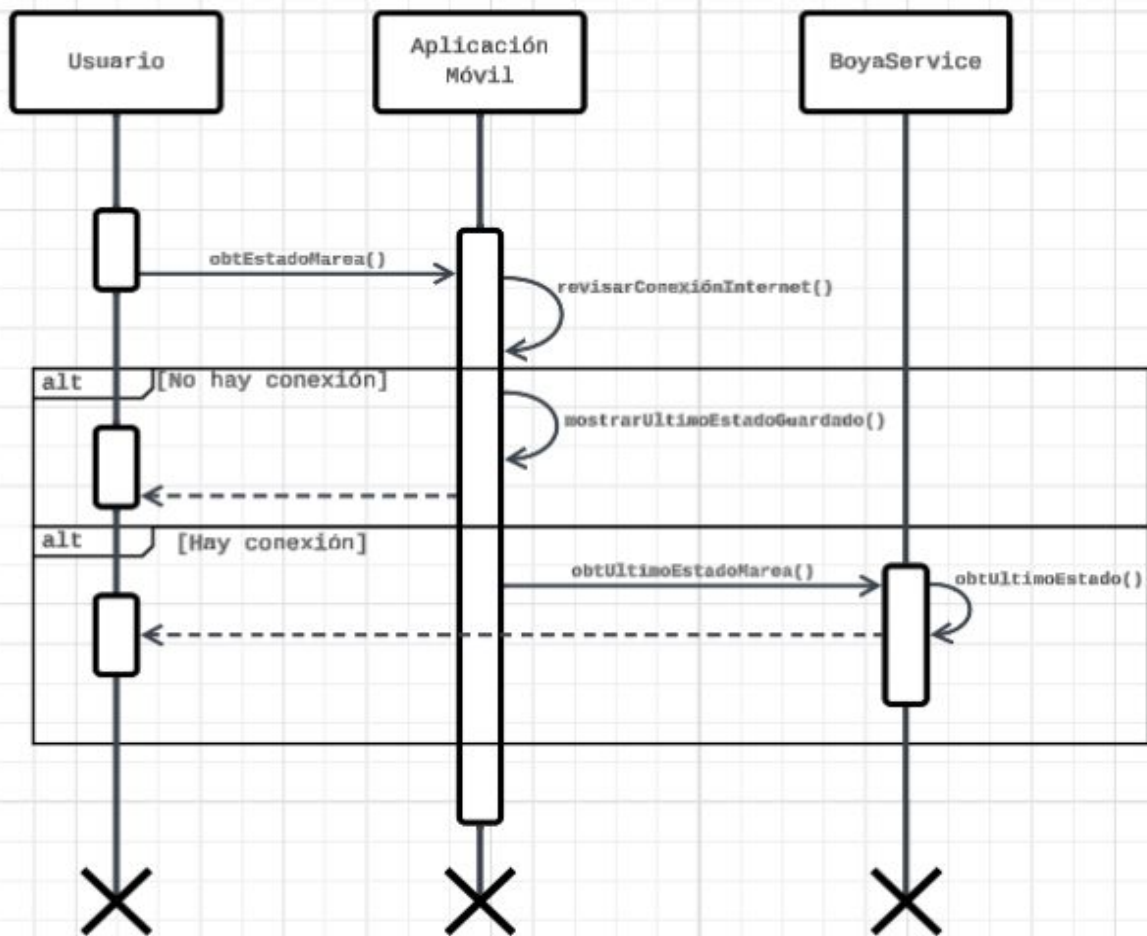 Usuario
Aplicación
Móvil
BoyaService
obtEstadoMarea()
revisarConexiónInternet()
alt
[No hay conexión]
mostrarUltimoEstadoGuardado()
alt
[Hay conexión]
obtUltimoEstadoMarea()
obtUltimoEstado()